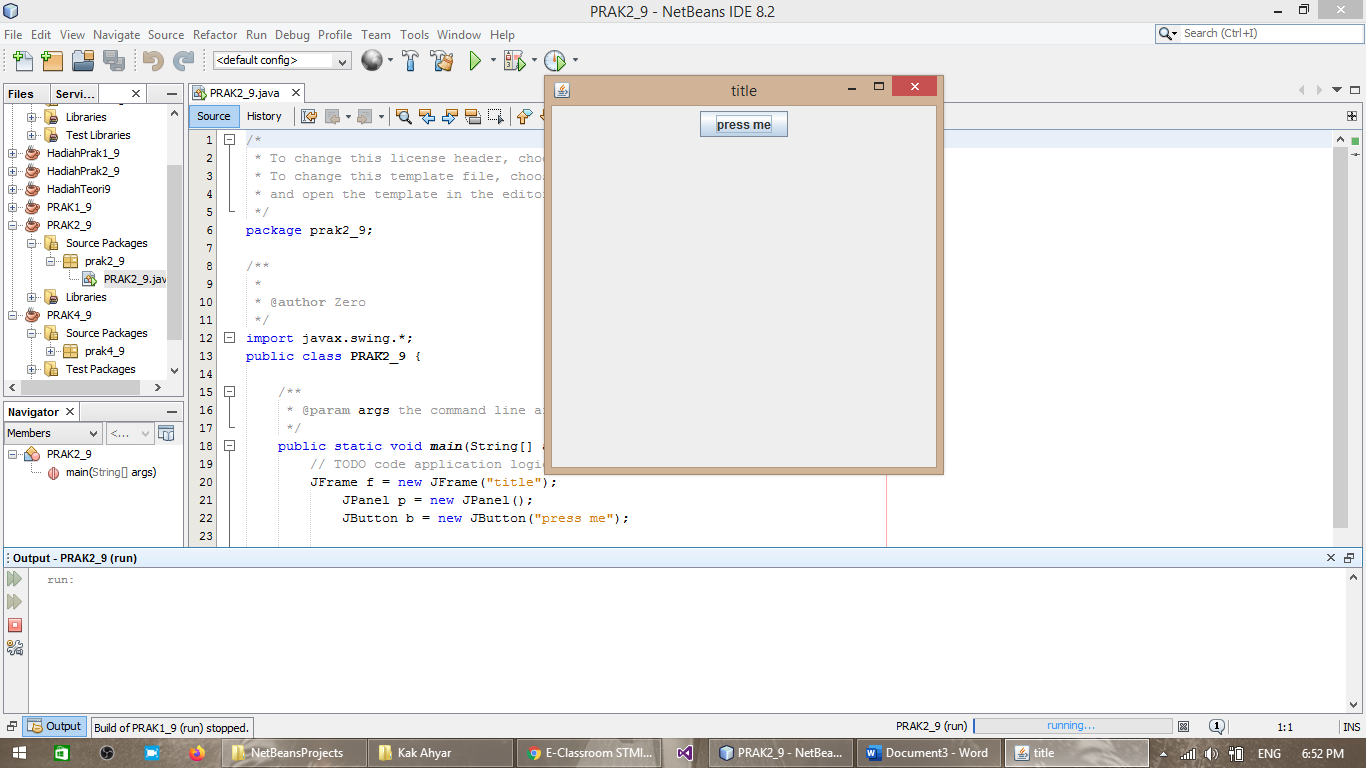 PRAK2_9 - NetBeans IDE 8.2
File Edit View Navigate Source Refactor Run Debug Profile Team Tools Window Help
Search (Ctrl+I)
<default config>
Files Servi...
Libraries
Test Libraries
HadiahPrak1_9
HadiahPrak2_9
HadiahTeori9
PRAK1_9
PRAK2_9
Source Packages
prak2_9
PRAK2_9.jav
Libraries
PRAK4_9
Source Packages
prak4_9
Test Packages
Navigator
Members <...
PRAK2_9
main(String[] args)
PRAK2_9.java
Source History
1 /*
2 * To change this license header, choo
3 * To change this template file, choos
4 * and open the template in the editor
5 */
6 package prak2_9;
7
8 /**
9 *
10 * @author Zero
11 */
12 import javax.swing.*;
13 public class PRAK2_9 {
14
15 /**
16 * @param args the command line a
17 */
18 public static void main(String[] a
19 // TODO code application logi
20 JFrame f = new JFrame("title");
21 JPanel p = new JPanel();
22 JButton b = new JButton("press me");
23
title
press me
Output - PRAK2_9 (run)
run:
Output
Build of PRAK1_9 (run) stopped.
PRAK2_9 (run) running... 1 1:1 INS
NetBeansProjects Kak Ahyar E-Classroom STMI... PRAK2_9 - NetBea... Document3 - Word title ENG 6:52 PM